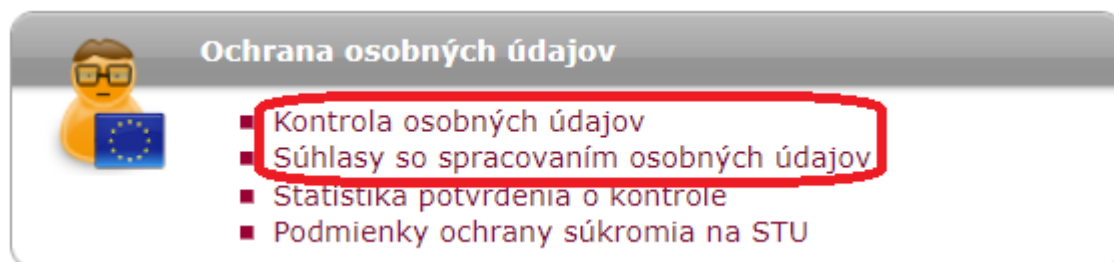 Ochrana osobných údajov
Kontrola osobných údajov
Súhlasy so spracovaním osobných údajov
Štatistika potvrdenia o kontrole
Podmienky ochrany súkromia na STU